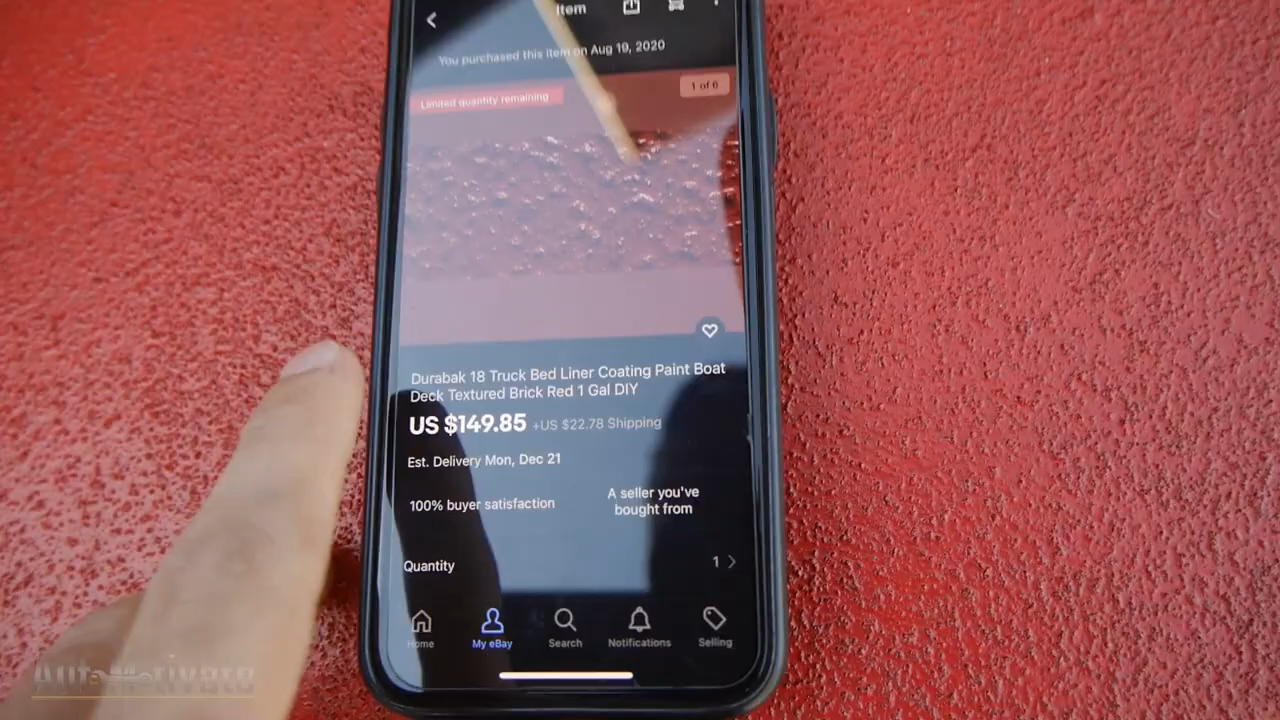 Item
You purchased this item on Aug 19, 2020
Limited quantity remaining
1 of 6
Durabak 18 Truck Bed Liner Coating Paint Boat
Deck Textured Brick Red 1 Gal DIY
US $149.85 +US $22.78 Shipping
Est. Delivery Mon, Dec 21
100% buyer satisfaction
A seller you've
bought from
Quantity 1
Home My eBay Search Notifications Selling
AutoMotivate